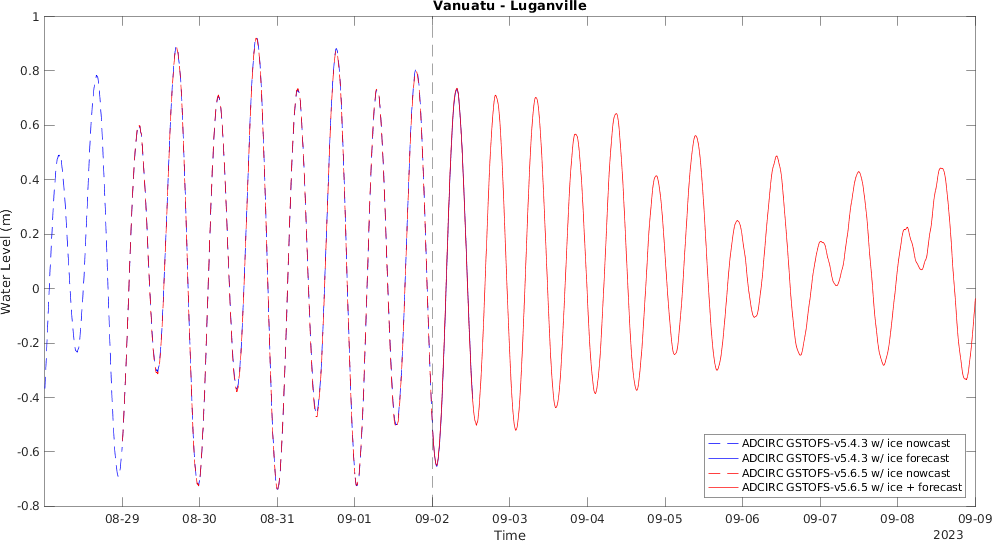 Vanuatu - Luganville
1
0.8
0.6
0.4
0.2
0
-0.2
-0.4
-0.6
-0.8
Water Level (m)
ADCIRC GSTOFS-v5.4.3 w/ ice nowcast
ADCIRC GSTOFS-v5.4.3 w/ ice forecast
ADCIRC GSTOFS-v5.6.5 w/ ice nowcast
ADCIRC GSTOFS-v5.6.5 w/ ice + forecast
08-29 08-30 08-31 09-01 09-02 09-03 09-04 09-05 09-06 09-07 09-08 09-09
Time
2023